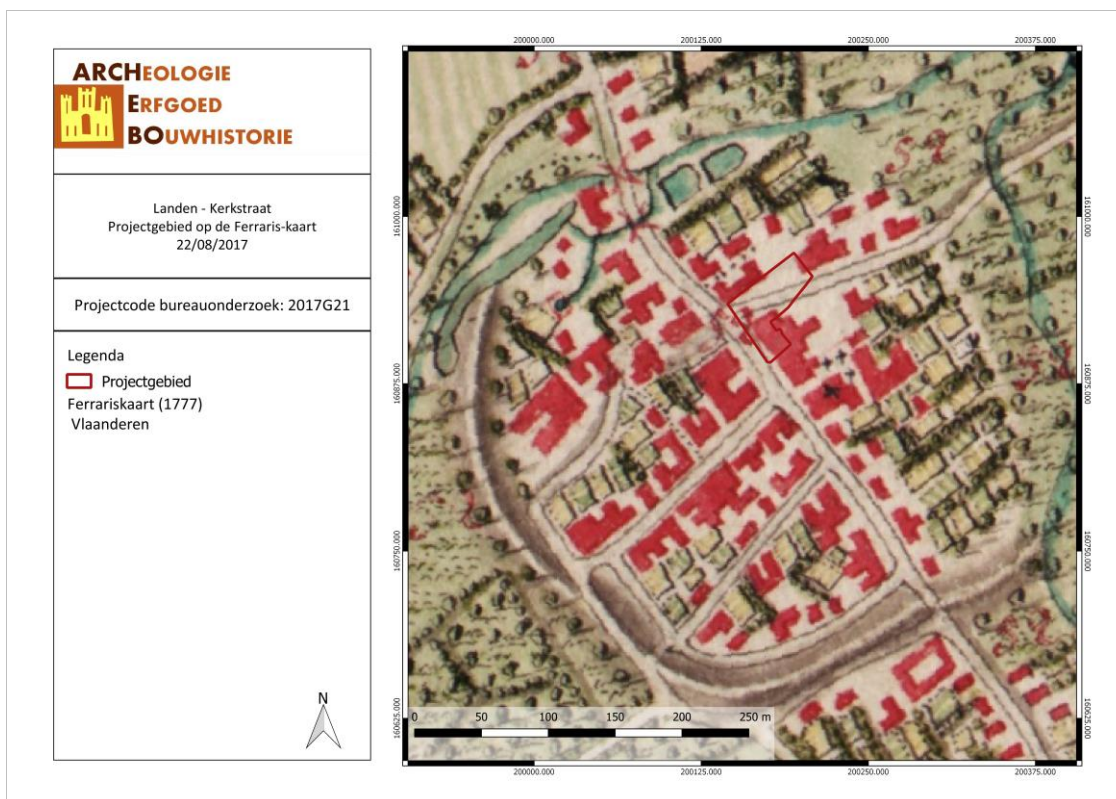 ARCHEOLOGIE
ERFGOED
BOUWHISTORIE
Landen - Kerkstraat
Projectgebied op de Ferraris-kaart
22/08/2017
Projectcode bureauonderzoek: 2017G21
Legenda
Projectgebied
Ferrariskaart (1777)
Vlaanderen
N
200000.000 200125.000 200250.000 200375.000
161000.000 161000.000
160875.000 160875.000
160750.000 160750.000
160625.000 160625.000
0 50 100 150 200 250 m
200000.000 200125.000 200250.000 200375.000